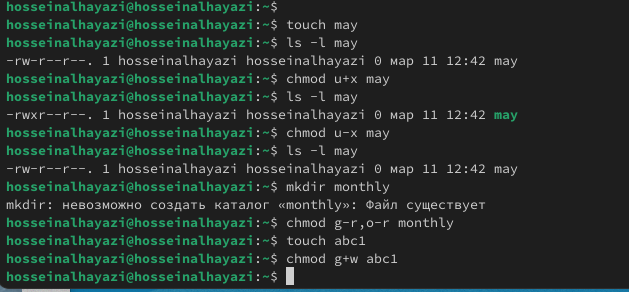 hosseinalhayazi@hosseinalhayazi:~$
hosseinalhayazi@hosseinalhayazi:~$ touch may
hosseinalhayazi@hosseinalhayazi:~$ ls -l may
-rw-r--r--. 1 hosseinalhayazi hosseinalhayazi 0 мар 11 12:42 may
hosseinalhayazi@hosseinalhayazi:~$ chmod u+x may
hosseinalhayazi@hosseinalhayazi:~$ ls -l may
-rwxr--r--. 1 hosseinalhayazi hosseinalhayazi 0 мар 11 12:42 may
hosseinalhayazi@hosseinalhayazi:~$ chmod u-x may
hosseinalhayazi@hosseinalhayazi:~$ ls -l may
-rw-r--r--. 1 hosseinalhayazi hosseinalhayazi 0 мар 11 12:42 may
hosseinalhayazi@hosseinalhayazi:~$ mkdir monthly
mkdir: невозможно создать каталог «monthly»: Файл существует
hosseinalhayazi@hosseinalhayazi:~$ chmod g-r,o-r monthly
hosseinalhayazi@hosseinalhayazi:~$ touch abc1
hosseinalhayazi@hosseinalhayazi:~$ chmod g+w abc1
hosseinalhayazi@hosseinalhayazi:~$